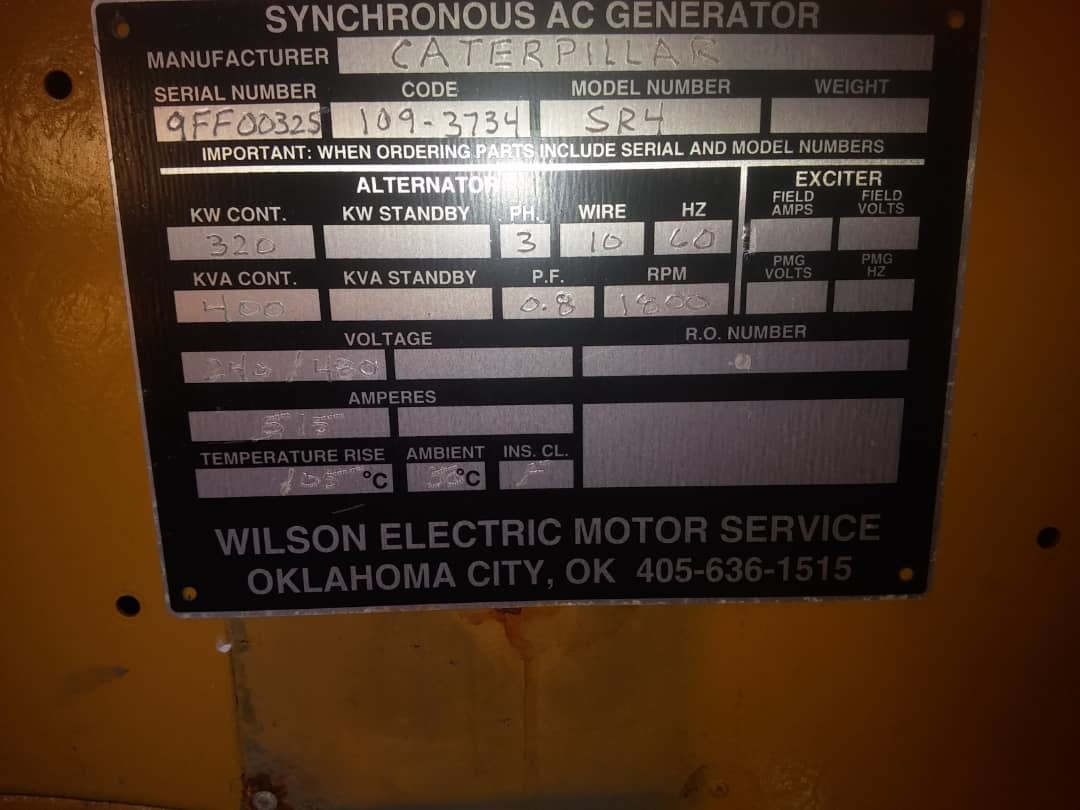 SYNCHRONOUS AC GENERATOR
MANUFACTURER CATERPILLAR
SERIAL NUMBER CODE MODEL NUMBER WEIGHT
9FF00325 109-3734 SR4
IMPORTANT: WHEN ORDERING PARTS INCLUDE SERIAL AND MODEL NUMBERS
ALTERNATOR EXCITER
KW CONT. KW STANDBY PH. WIRE HZ FIELD AMPS FIELD VOLTS
320 3 10 60
KVA CONT. KVA STANDBY P.F. RPM PMG VOLTS PMG HZ
400 0.8 1800
VOLTAGE R.O. NUMBER
240/480
AMPERES
TEMPERATURE RISE AMBIENT INS. CL.
105 °C °C F
WILSON ELECTRIC MOTOR SERVICE
OKLAHOMA CITY, OK 405-636-1515